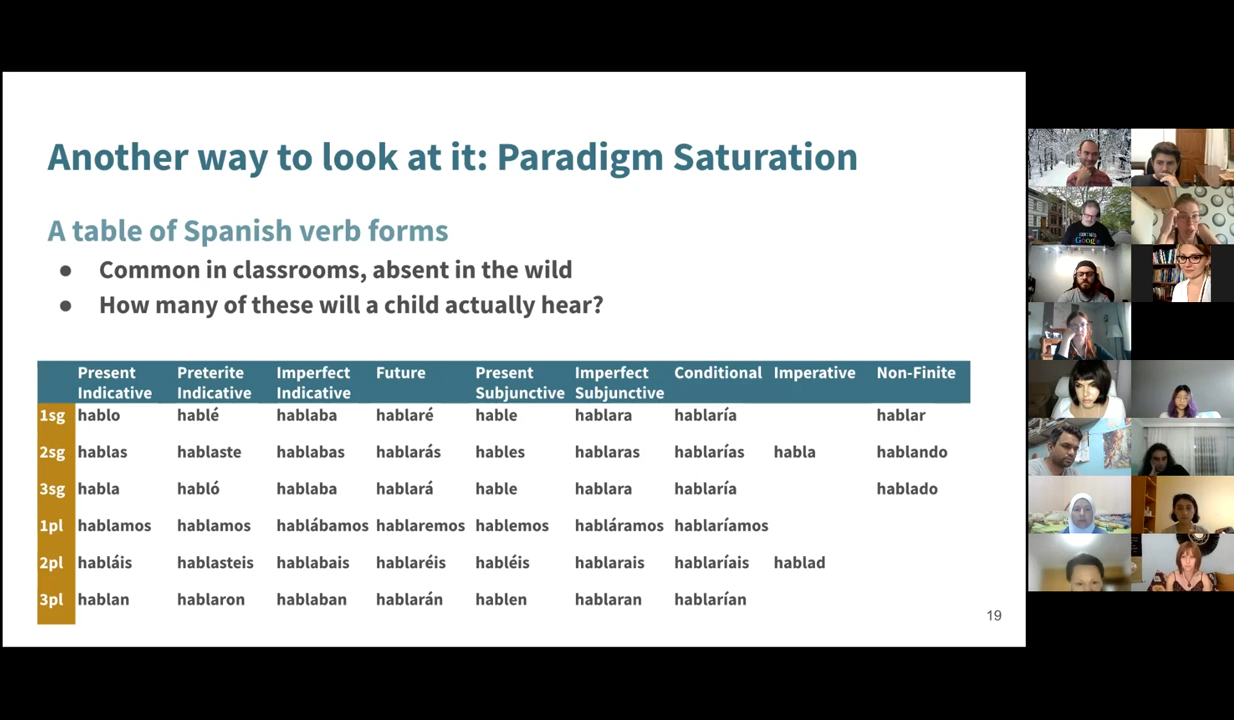 Another way to look at it: Paradigm Saturation
A table of Spanish verb forms
● Common in classrooms, absent in the wild
● How many of these will a child actually hear?
Present Indicative Preterite Indicative Imperfect Indicative Future Present Subjunctive Imperfect Subjunctive Conditional Imperative Non-Finite
1sg hablo hablé hablaba hablaré hable hablara hablaría hablar
2sg hablas hablaste hablabas hablarás hables hablaras hablarías habla hablando
3sg habla habló hablaba hablará hable hablara hablaría hablado
1pl hablamos hablamos hablábamos hablaremos hablemos habláramos hablaríamos
2pl habláis hablasteis hablabais hablaréis habléis hablarais hablaríais hablad
3pl hablan hablaron hablaban hablarán hablen hablaran hablarían
19
Google